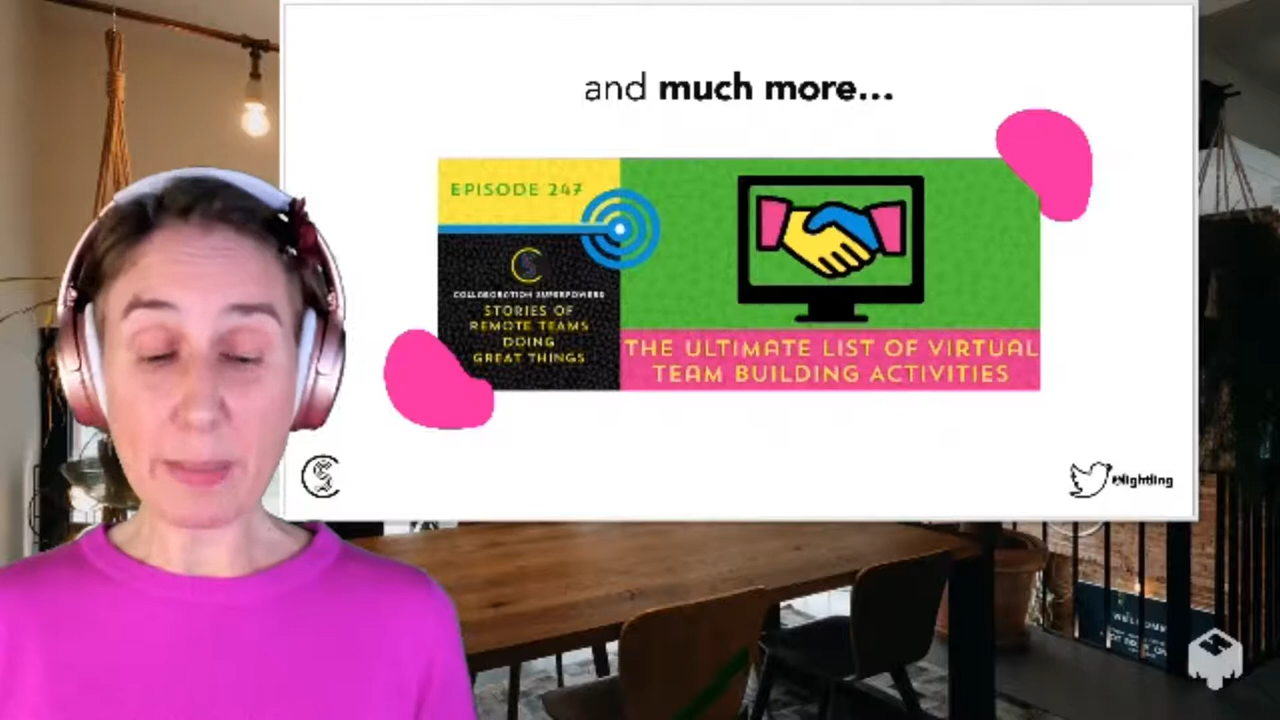 and much more...
EPISODE 247
COLLABORATION SUPERPOWERS
STORIES OF
REMOTE TEAMS
DOING
GREAT THINGS
THE ULTIMATE LIST OF VIRTUAL
TEAM BUILDING ACTIVITIES